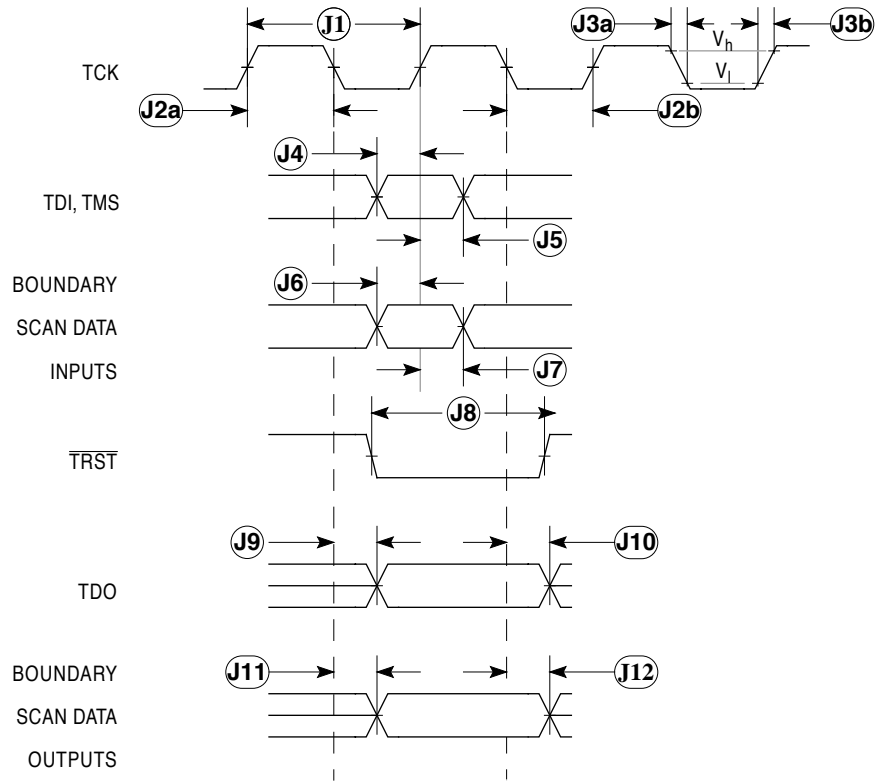 J1
J3a
J3b
TCK
Vh
Vl
J2a
J2b
J4
TDI, TMS
J5
BOUNDARY
J6
SCAN DATA
INPUTS
J7
J8
TRST
J9
J10
TDO
BOUNDARY
J11
J12
SCAN DATA
OUTPUTS